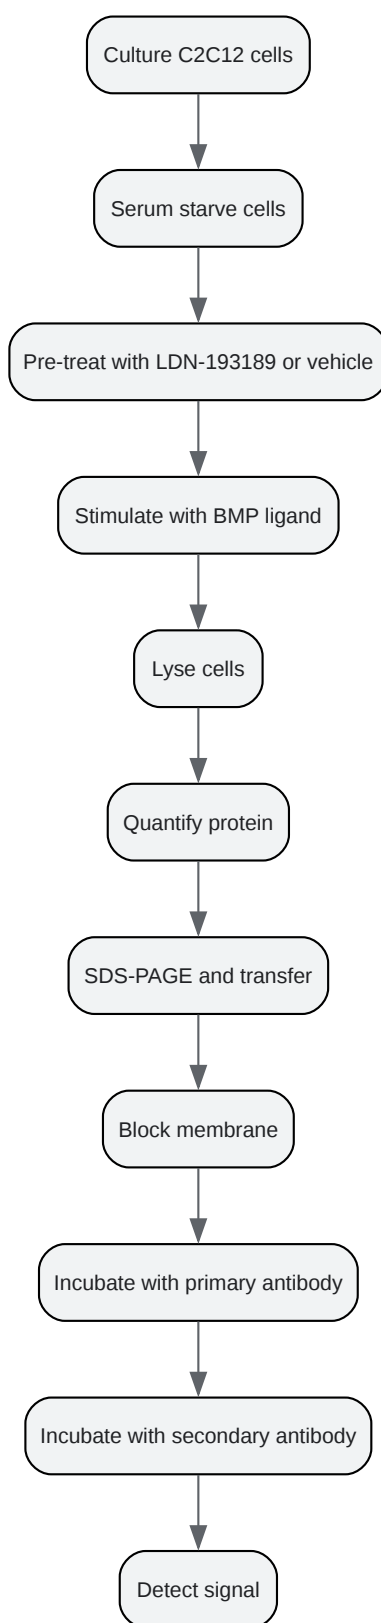 Culture C2C12 cells
Serum starve cells
Pre-treat with LDN-193189 or vehicle
Stimulate with BMP ligand
Lyse cells
Quantify protein
SDS-PAGE and transfer
Block membrane
Incubate with primary antibody
Incubate with secondary antibody
Detect signal